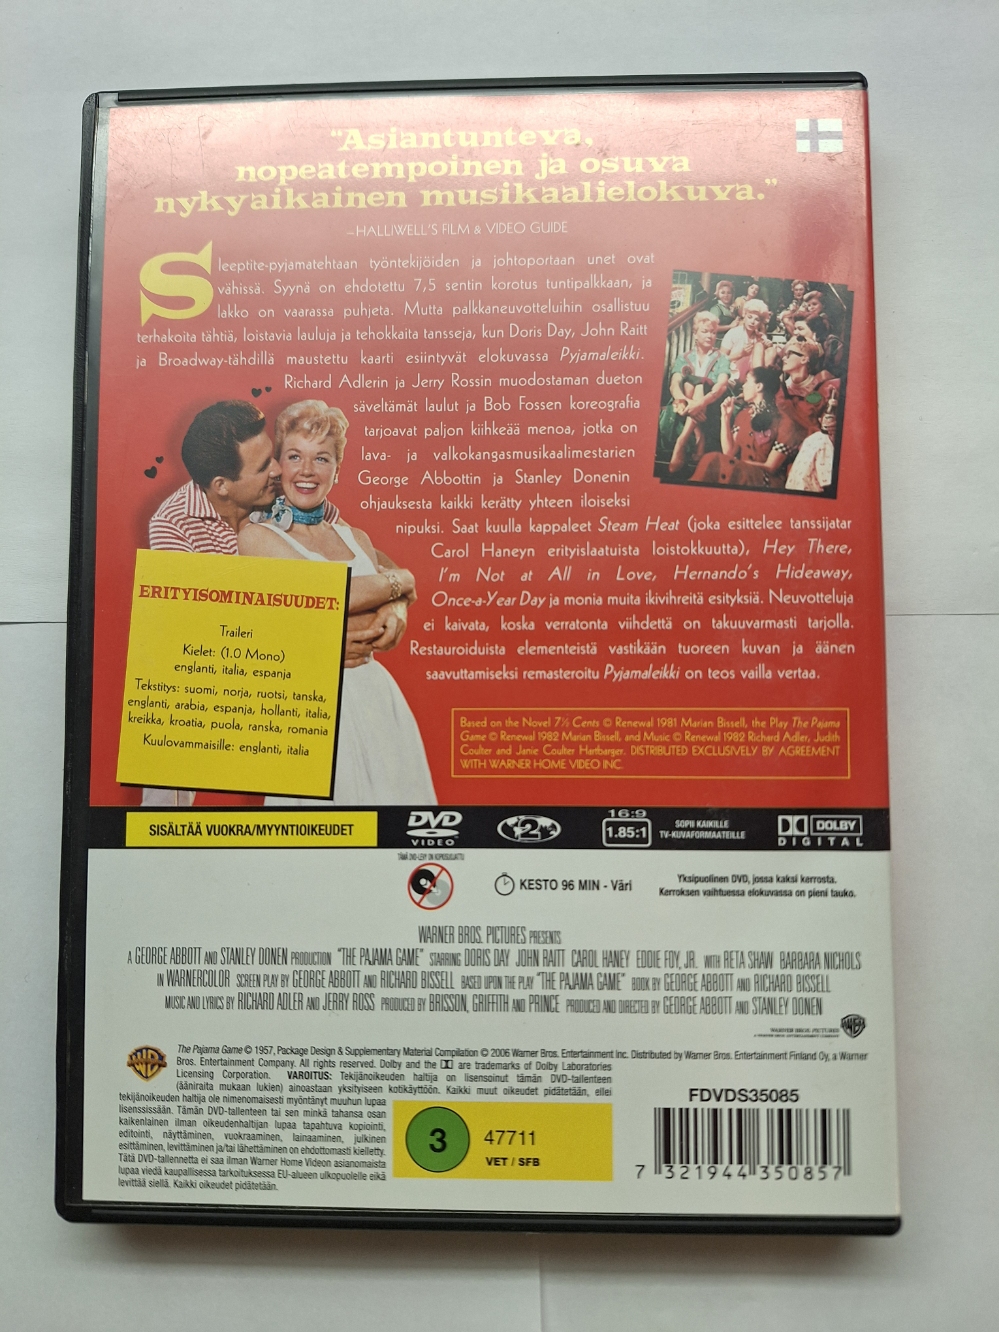 "Asiantunteva,
nopeatempoinen ja osuva
nykyaikainen musikaalielokuva."
–HALLIWELL'S FILM & VIDEO GUIDE
Sleeptite-pyjamatehtaan työntekijöiden ja johtoportaan unet ovat
vähissä. Syynä on ehdotettu 7,5 sentin korotus tuntipalkkaan, ja
lakko on vaarassa puhjeta. Mutta palkkaneuvotteluihin osallistuu
terhakoita tähtiä, loistavia lauluja ja tehokkaita tansseja, kun Doris Day, John Raitt
ja Broadway-tähdillä maustettu kaarti esiintyvät elokuvassa Pyjamaleikki.
Richard Adlerin ja Jerry Rossin muodostaman dueton
säveltämät laulut ja Bob Fossen koreografia
tarjoavat paljon kiihkeää menoa, jotka on
lava- ja valkokangasmusikaalimestarien
George Abbottin ja Stanley Donenin
ohjauksesta kaikki kerätty yhteen iloiseksi
nipuksi. Saat kuulla kappaleet Steam Heat (joka esittelee tanssijatar
Carol Haneyn erityislaatuista loistokkuutta), Hey There,
I'm Not at All in Love, Hernando's Hideaway,
Once-a-Year Day ja monia muita ikivihreitä esityksiä. Neuvotteluja
ei kaivata, koska verratonta viihdettä on takuuvarmasti tarjolla.
Restauroiduista elementeistä vastikään tuoreen kuvan ja äänen
saavuttamiseksi remasteroitu Pyjamaleikki on teos vailla vertaa.
ERITYISOMINAISUUDET:
Traileri
Kielet: (1.0 Mono)
englanti, italia, espanja
Tekstitys: suomi, norja, ruotsi, tanska,
englanti, arabia, espanja, hollanti, italia,
kreikka, kroatia, puola, ranska, romania
Kuulovammaisille: englanti, italia
Based on the Novel 7½ Cents © Renewal 1981 Marian Bissell, the Play The Pajama
Game © Renewal 1982 Marian Bissell, and Music © Renewal 1982 Richard Adler, Judith
Coulter and Janie Coulter Hartbarger. DISTRIBUTED EXCLUSIVELY BY AGREEMENT
WITH WARNER HOME VIDEO INC.
SISÄLTÄÄ VUOKRA/MYYNTIOIKEUDET
DVD
VIDEO
2
16:9
1.85:1
SOPII KAIKILLE
TV-KUVAFORMAATEILLE
DOLBY
DIGITAL
TÄMÄ DVD-LEVY ON KOPIOSUOJATTU
KESTO 96 MIN - Väri
Yksipuolinen DVD, jossa kaksi kerrosta.
Kerroksen vaihtuessa elokuvassa on pieni tauko.
WARNER BROS. PICTURES PRESENTS
A GEORGE ABBOTT AND STANLEY DONEN PRODUCTION "THE PAJAMA GAME" STARRING DORIS DAY JOHN RAITT CAROL HANEY EDDIE FOY, JR. WITH RETA SHAW BARBARA NICHOLS
IN WARNERCOLOR SCREEN PLAY BY GEORGE ABBOTT AND RICHARD BISSELL BASED UPON THE PLAY "THE PAJAMA GAME" BOOK BY GEORGE ABBOTT AND RICHARD BISSELL
MUSIC AND LYRICS BY RICHARD ADLER AND JERRY ROSS PRODUCED BY BRISSON, GRIFFITH AND PRINCE PRODUCED AND DIRECTED BY GEORGE ABBOTT AND STANLEY DONEN
WARNER BROS. PICTURES
The Pajama Game © 1957, Package Design & Supplementary Material Compilation © 2006 Warner Bros. Entertainment Inc. Distributed by Warner Bros. Entertainment Finland Oy, a Warner
Bros. Entertainment Company. All rights reserved. Dolby and the are trademarks of Dolby Laboratories
Licensing Corporation. VAROITUS: Tekijänoikeuden haltija on lisensoinut tämän DVD-tallenteen
(ääniraita mukaan lukien) ainoastaan yksityiseen kotikäyttöön. Kaikki muut oikeudet pidätetään, ellei
tekijänoikeuden haltija ole nimenomaisesti myöntänyt muuhun lupaa
lisenssissään. Tämän DVD-tallenteen tai sen minkä tahansa osan
kaikenlainen ilman oikeudenhaltijan lupaa tapahtuva kopiointi,
editointi, näyttäminen, vuokraaminen, lainaaminen, julkinen
esittäminen, levittäminen ja/tai lähettäminen on ehdottomasti kielletty.
Tätä DVD-tallennetta ei saa ilman Warner Home Videon asianomaista
lupaa viedä kaupallisessa tarkoituksessa EU-alueen ulkopuolelle eikä
levittää siellä. Kaikki oikeudet pidätetään.
3
47711
VET / SFB
FDVDS35085
7 321944 350857